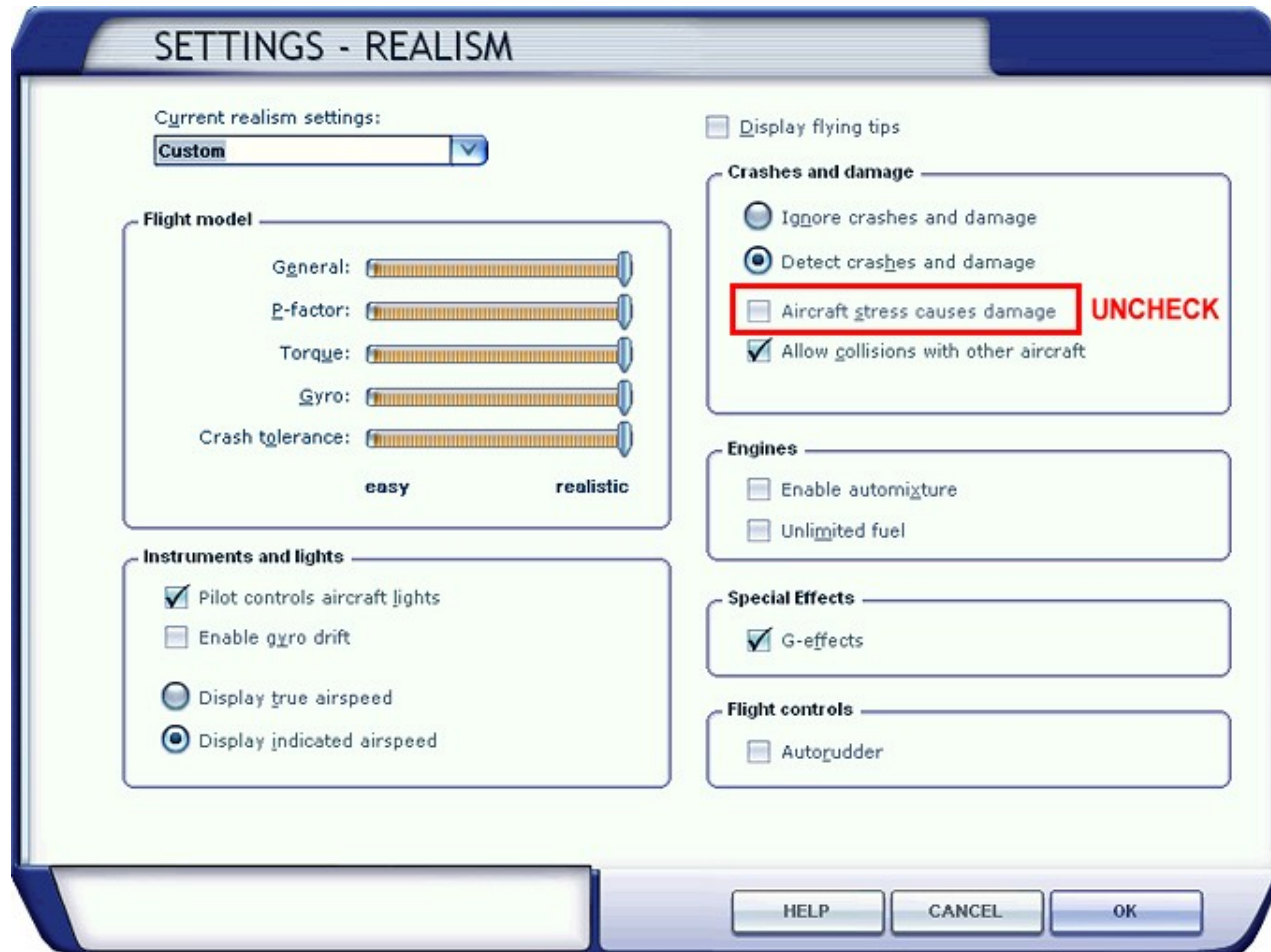 SETTINGS - REALISM
Current realism settings:
Custom
Flight model
General:
P-factor:
Torque:
Gyro:
Crash tolerance:
easy realistic
Instruments and lights
Pilot controls aircraft lights
Enable gyro drift
Display true airspeed
Display indicated airspeed
Display flying tips
Crashes and damage
Ignore crashes and damage
Detect crashes and damage
Aircraft stress causes damage UNCHECK
Allow collisions with other aircraft
Engines
Enable automixture
Unlimited fuel
Special Effects
G-effects
Flight controls
Autorudder
HELP CANCEL OK